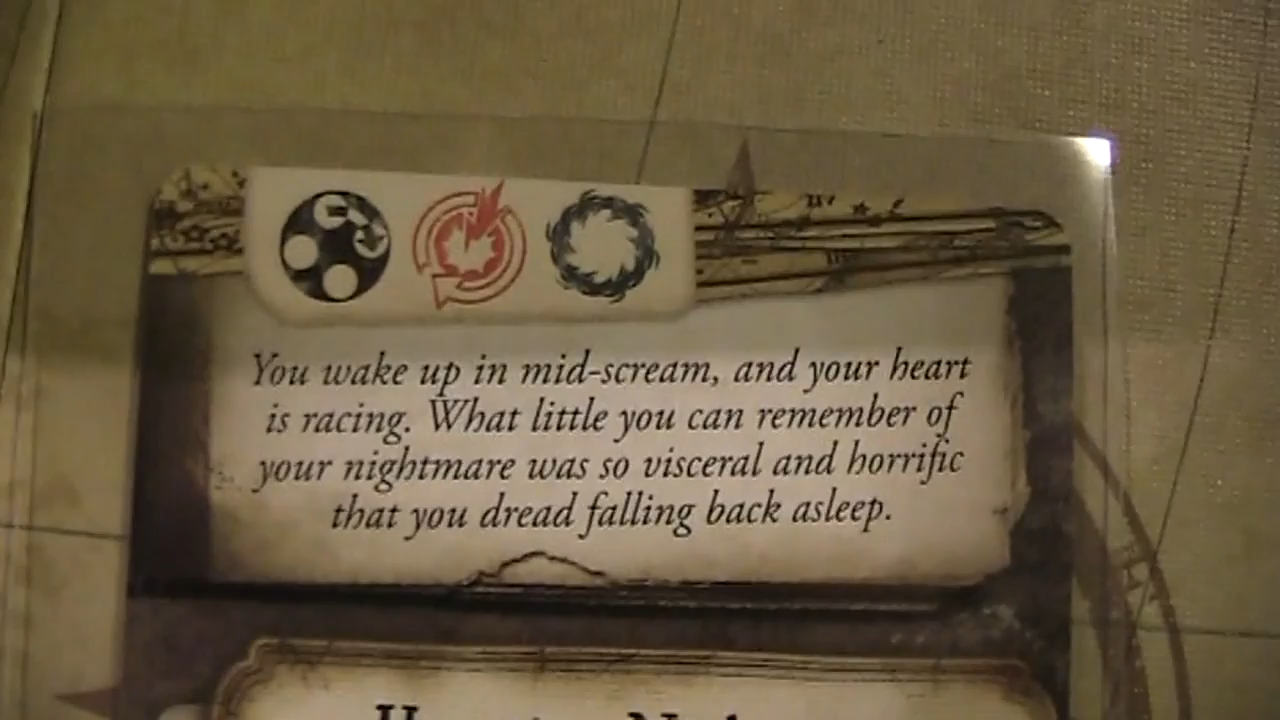 You wake up in mid-scream, and your heart
is racing. What little you can remember of
your nightmare was so visceral and horrific
that you dread falling back asleep.